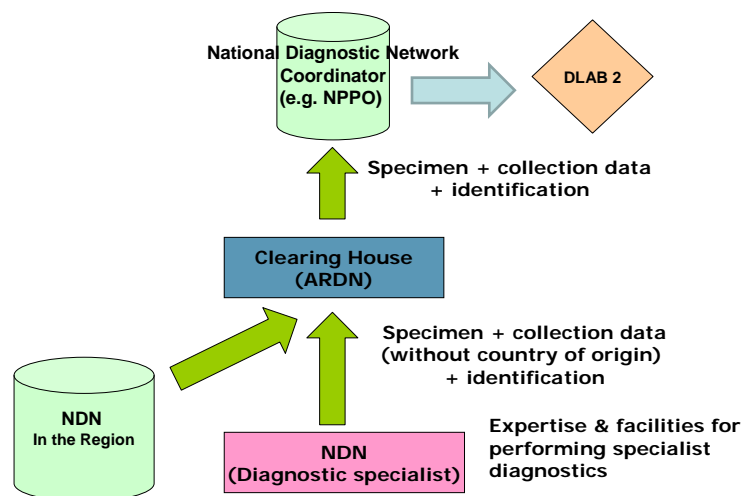 National Diagnostic Network
Coordinator
(e.g. NPPO)
DLAB 2
Specimen + collection data
+ identification
Clearing House
(ARDN)
Specimen + collection data
(without country of origin)
+ identification
NDN
In the Region
NDN
(Diagnostic specialist)
Expertise & facilities for
performing specialist
diagnostics